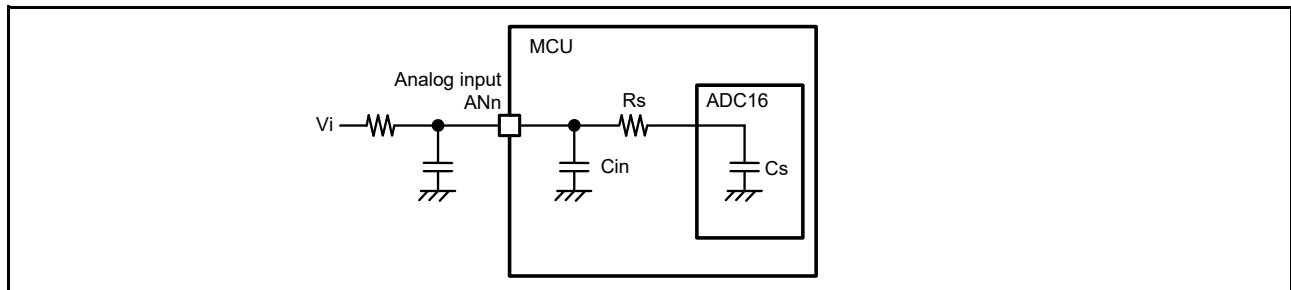 MCU
Analog input
ANn
Rs
ADC16
Vi
Cin
Cs